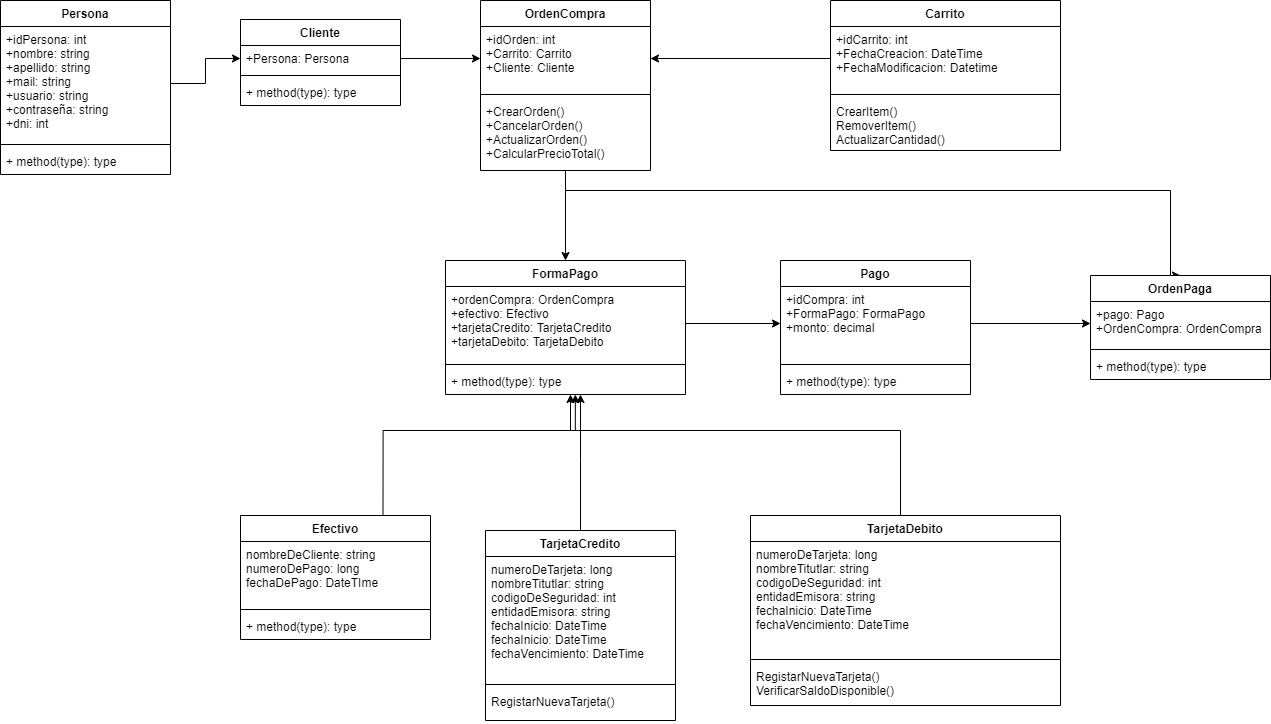 Persona
+idPersona: int
+nombre: string
+apellido: string
+mail: string
+usuario: string
+contraseña: string
+dni: int
+ method(type): type
Cliente
+Persona: Persona
+ method(type): type
OrdenCompra
+idOrden: int
+Carrito: Carrito
+Cliente: Cliente
+CrearOrden()
+CancelarOrden()
+ActualizarOrden()
+CalcularPrecioTotal()
Carrito
+idCarrito: int
+FechaCreacion: DateTime
+FechaModificacion: Datetime
CrearItem()
RemoverItem()
ActualizarCantidad()
FormaPago
+ordenCompra: OrdenCompra
+efectivo: Efectivo
+tarjetaCredito: TarjetaCredito
+tarjetaDebito: TarjetaDebito
+ method(type): type
Pago
+idCompra: int
+FormaPago: FormaPago
+monto: decimal
+ method(type): type
OrdenPaga
+pago: Pago
+OrdenCompra: OrdenCompra
+ method(type): type
Efectivo
nombreDeCliente: string
numeroDePago: long
fechaDePago: DateTIme
+ method(type): type
TarjetaCredito
numeroDeTarjeta: long
nombreTitutlar: string
codigoDeSeguridad: int
entidadEmisora: string
fechaInicio: DateTime
fechaInicio: DateTime
fechaVencimiento: DateTime
RegistarNuevaTarjeta()
TarjetaDebito
numeroDeTarjeta: long
nombreTitutlar: string
codigoDeSeguridad: int
entidadEmisora: string
fechaInicio: DateTime
fechaVencimiento: DateTime
RegistarNuevaTarjeta()
VerificarSaldoDisponible()